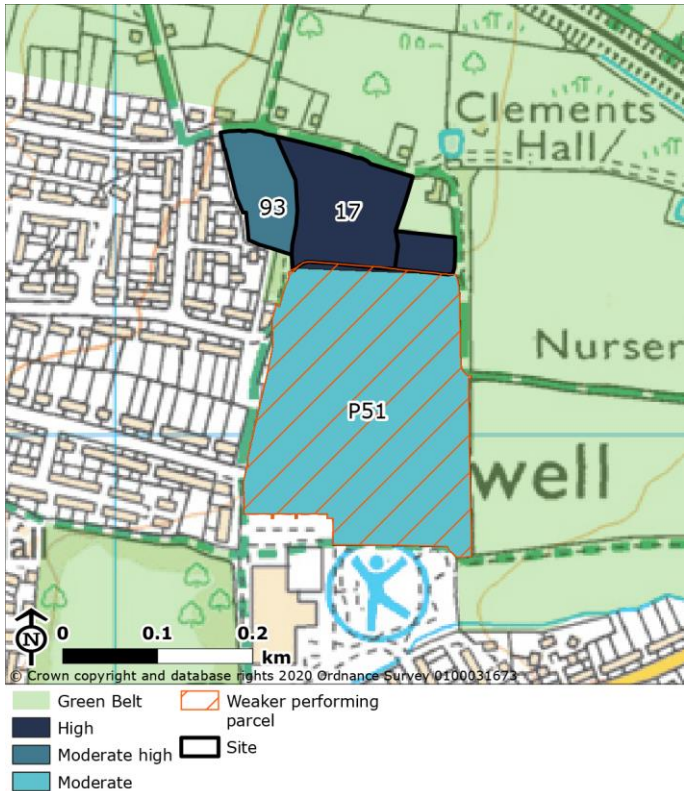 Clements
Hall
93
17
Nurser
P51
well
all
N
0 0.1 0.2
km
© Crown copyright and database rights 2020 Ordnance Survey 0100031673
Green Belt
High
Moderate high
Moderate
Weaker performing
parcel
Site